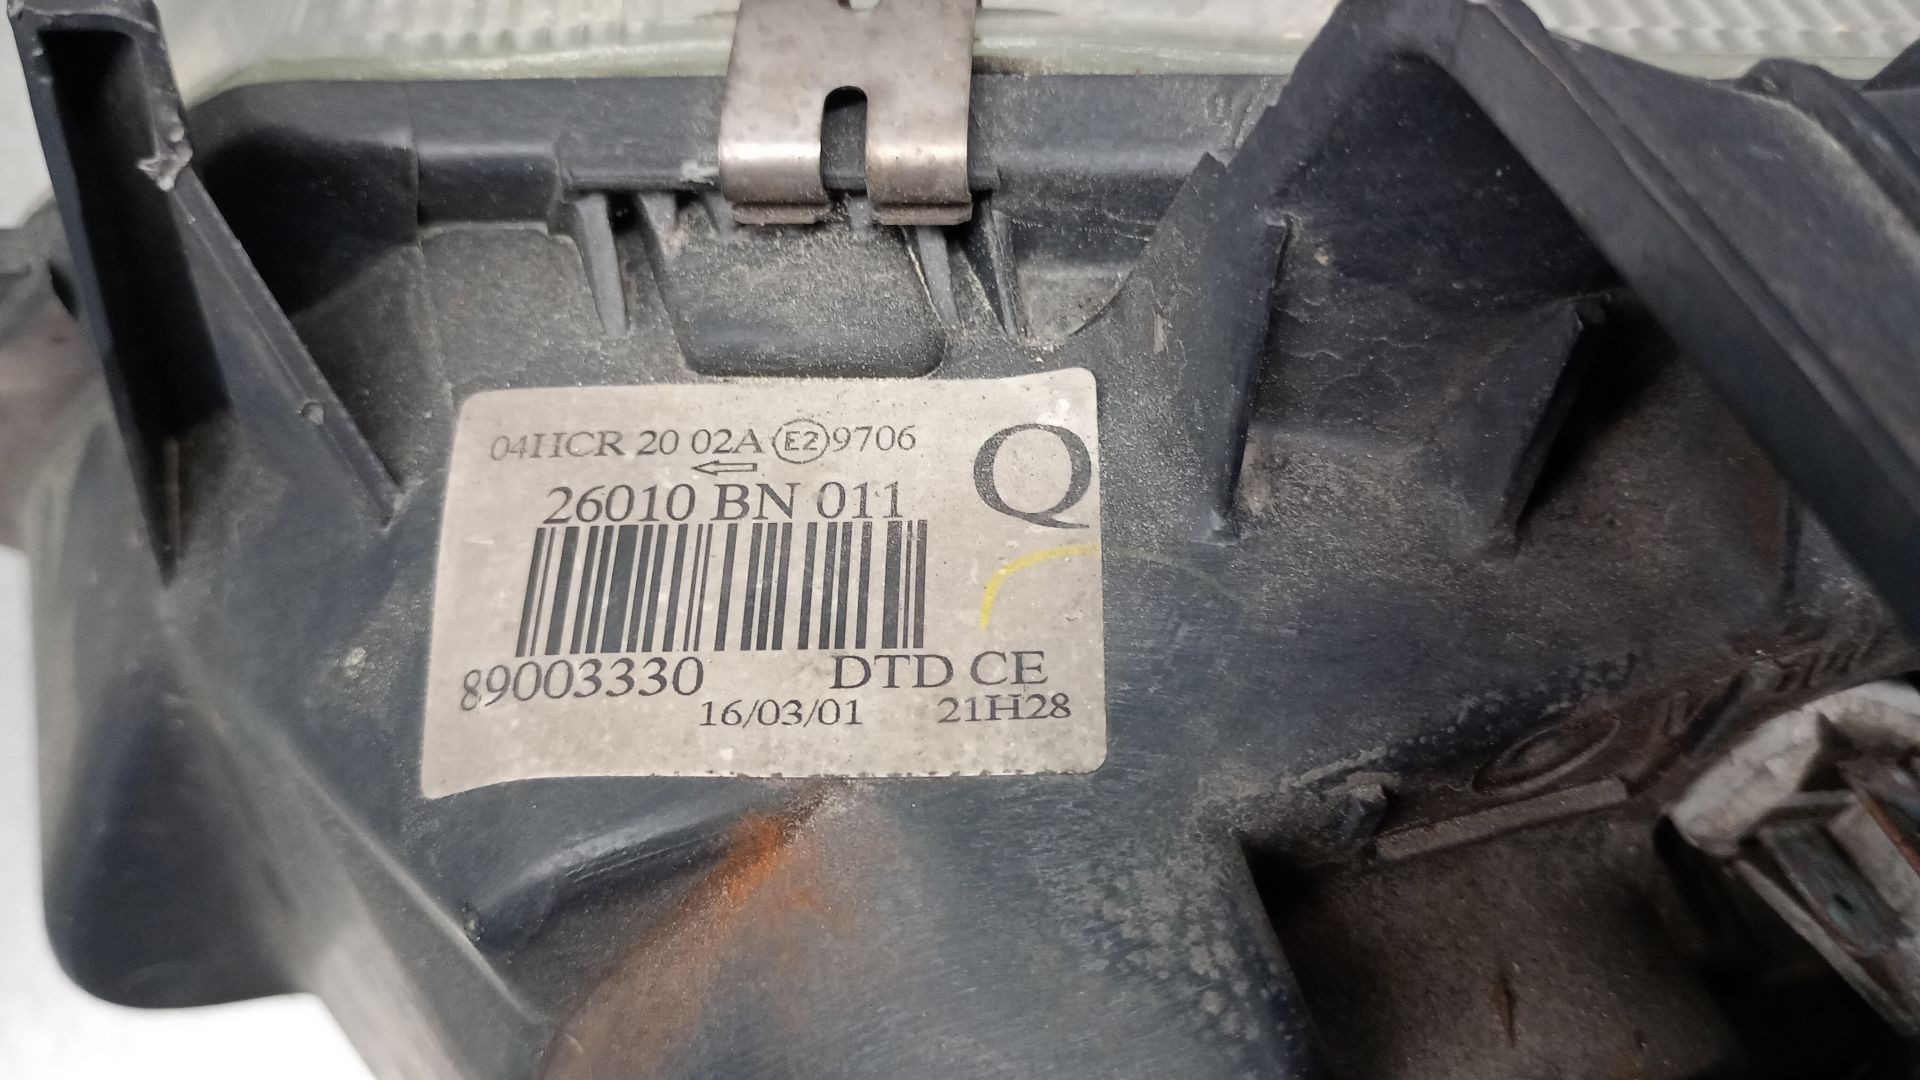 04HCR 20 02A E2 9706
Q
26010 BN 011
89003330 DTD CE
16/03/01 21H28